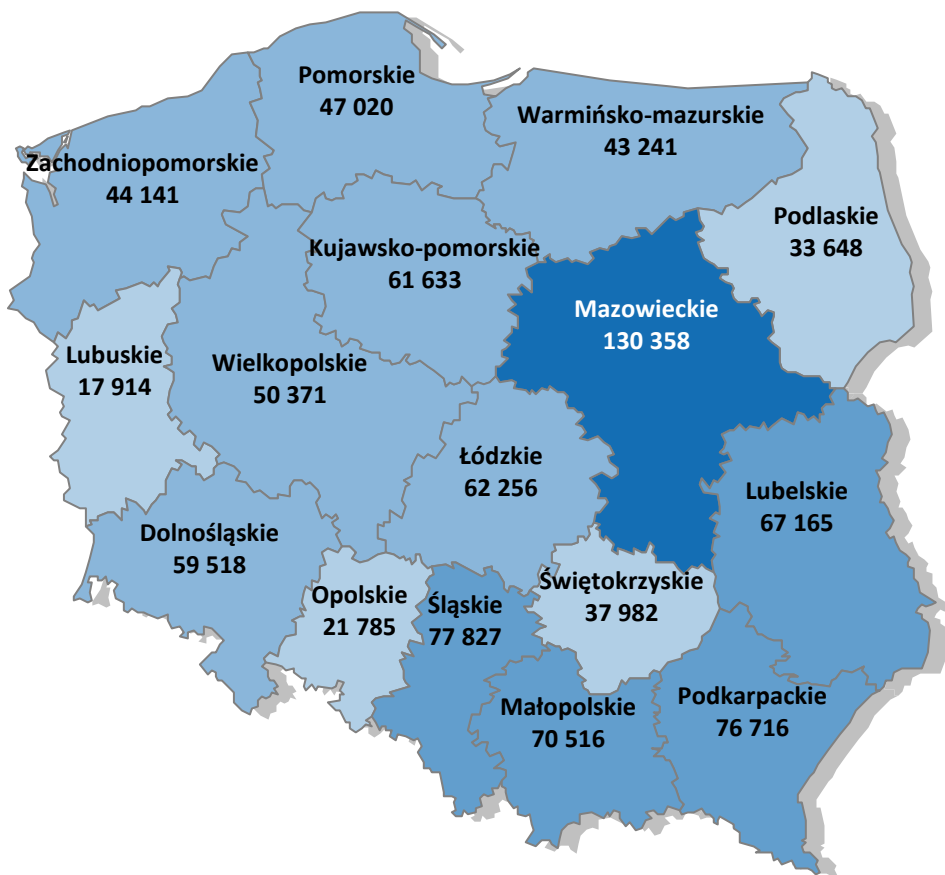 Pomorskie
47 020
Warmińsko-mazurskie
43 241
Zachodniopomorskie
44 141
Podlaskie
33 648
Kujawsko-pomorskie
61 633
Mazowieckie
130 358
Lubuskie
17 914
Wielkopolskie
50 371
Łódzkie
62 256
Lubelskie
67 165
Dolnośląskie
59 518
Opolskie
21 785
Śląskie
77 827
Świętokrzyskie
37 982
Małopolskie
70 516
Podkarpackie
76 716